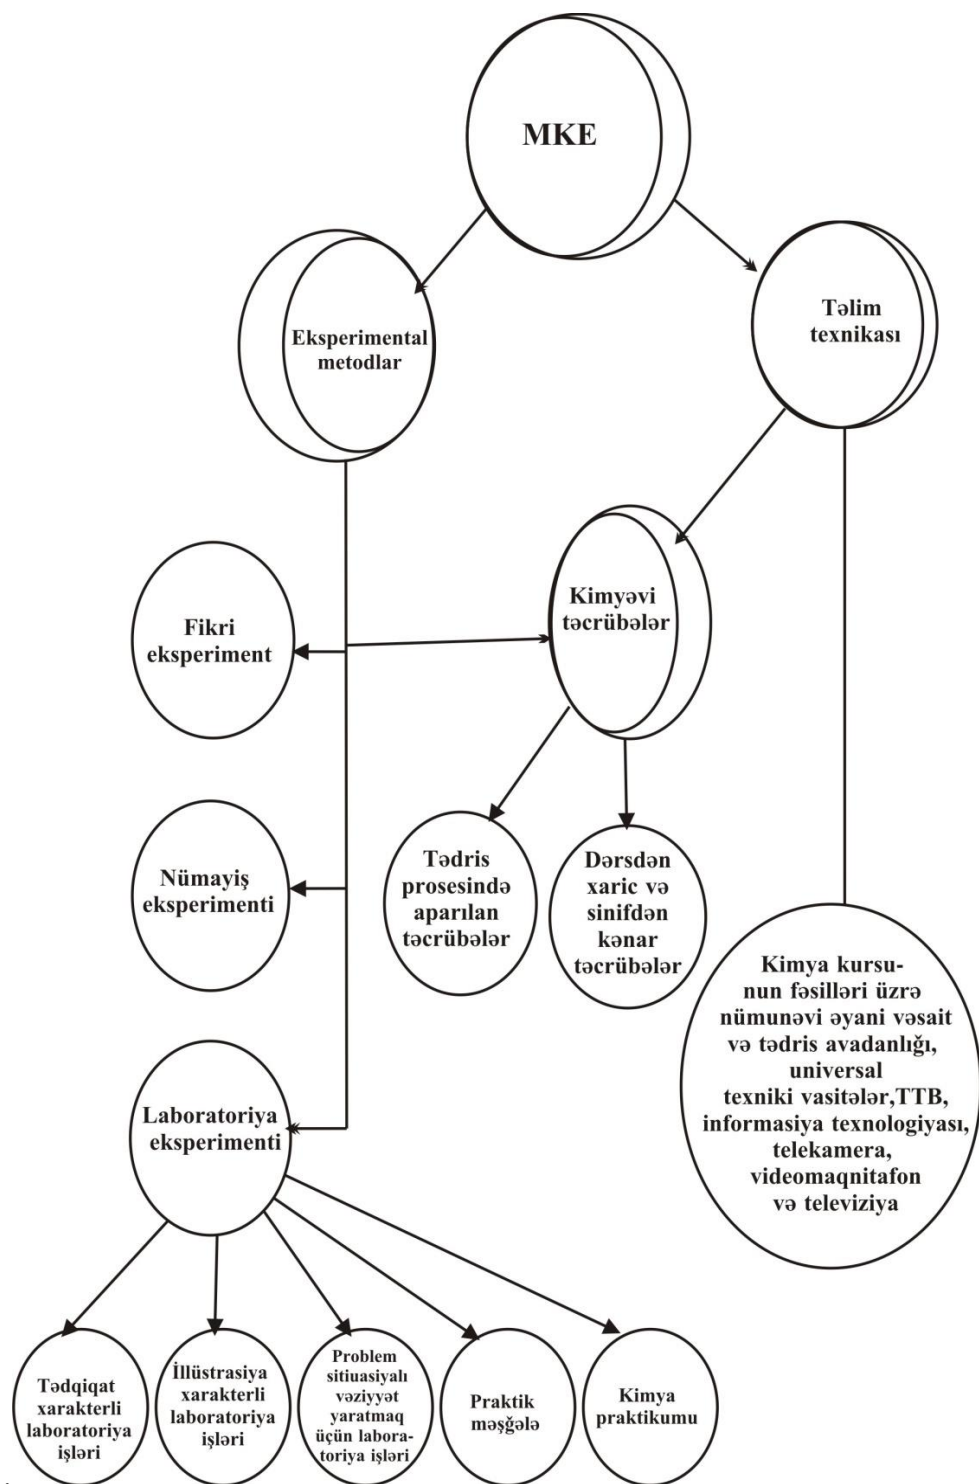 MKE
Eksperimental
metodlar
Təlim
texnikası
Kimyəvi
təcrübələr
Fikri
eksperiment
Nümayiş
eksperimenti
Tədris
prosesində
aparılan
təcrübələr
Dərsdən
xaric və
sinifdən
kənar
təcrübələr
Kimya kursu-
nun fəsilləri üzrə
nümunəvi əyani vəsait
və tədris avadanlığı,
universal
texniki vasitələr,TTB,
informasiya texnologiyası,
telekamera,
videomaqnitafon
və televiziya
Laboratoriya
eksperimenti
Tədqiqat
xarakterli
laboratoriya
işləri
İllüstrasiya
xarakterli
laboratoriya
işləri
Problem
sitiuasiyalı
vəziyyət
yaratmaq
üçün labora-
toriya işləri
Praktik
məşğələ
Kimya
praktikumu